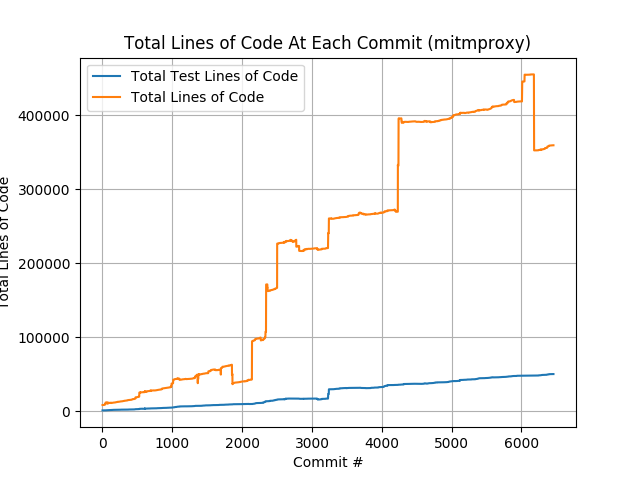 Total Lines of Code At Each Commit (mitmproxy)
Total Test Lines of Code
Total Lines of Code
400000
300000
200000
100000
0
Total Lines of Code
0 1000 2000 3000 4000 5000 6000
Commit #